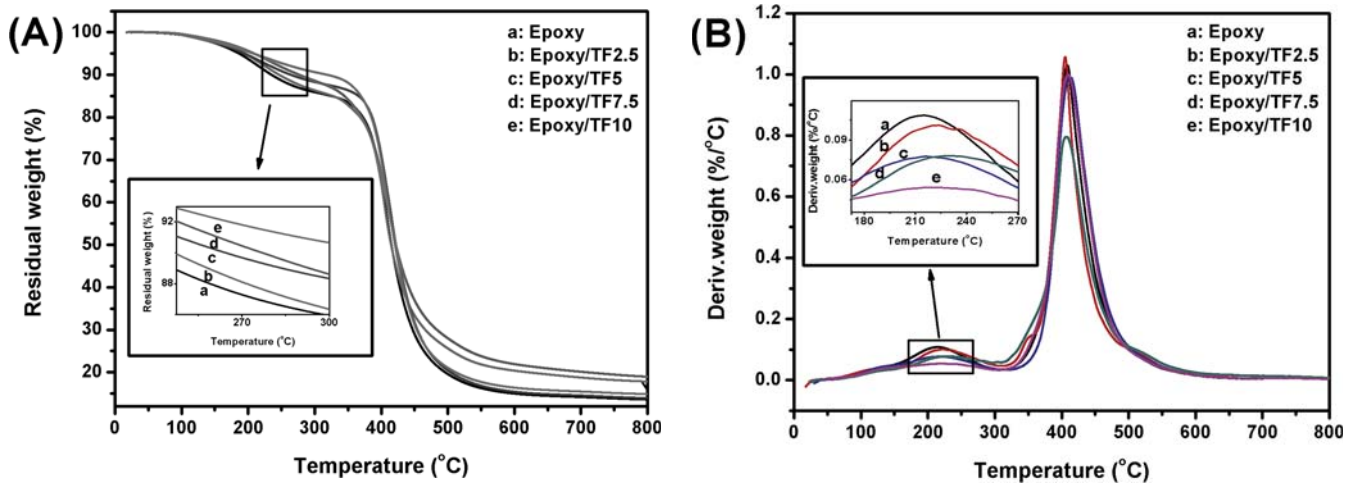 (A)
100
90
80
70
60
50
40
30
20
Residual weight (%)
0 100 200 300 400 500 600 700 800
Temperature (°C)
a: Epoxy
b: Epoxy/TF2.5
c: Epoxy/TF5
d: Epoxy/TF7.5
e: Epoxy/TF10
Residual weight (%)
92
88
e
d
c
b
a
270 300
Temperature (°C)
(B)
1.2
1.0
0.8
0.6
0.4
0.2
0.0
Deriv.weight (%/°C)
0 100 200 300 400 500 600 700 800
Temperature (°C)
a: Epoxy
b: Epoxy/TF2.5
c: Epoxy/TF5
d: Epoxy/TF7.5
e: Epoxy/TF10
Deriv.weight (%/°C)
0.09
0.06
a
b
c
d
e
180 210 240 270
Temperature (°C)